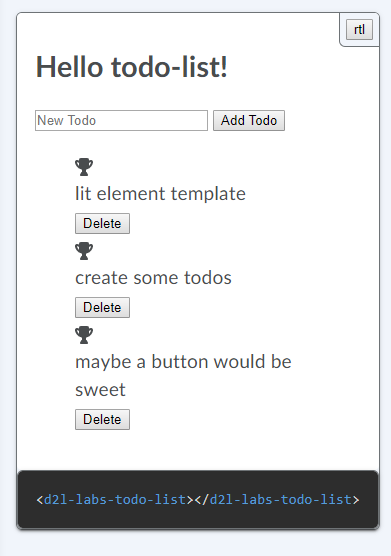 rtl
Hello todo-list!
New Todo Add Todo
lit element template
Delete
create some todos
Delete
maybe a button would be
sweet
Delete
<d2l-labs-todo-list></d2l-labs-todo-list>